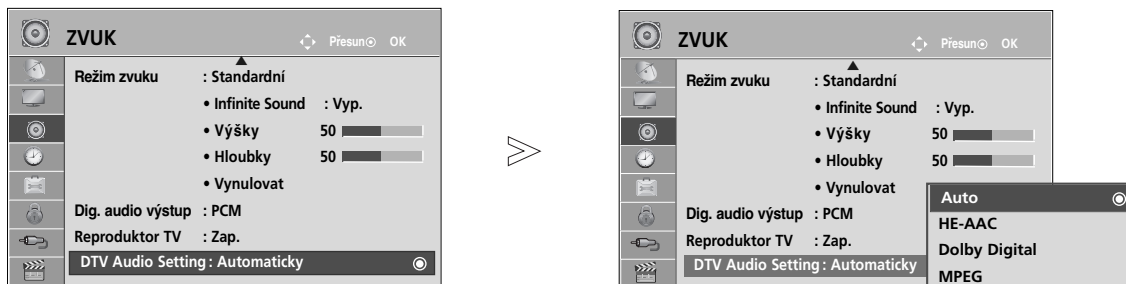 ZVUK
Přesun OK
Režim zvuku : Standardní
• Infinite Sound : Vyp.
• Výšky 50
• Hloubky 50
• Vynulovat
Dig. audio výstup : PCM
Reproduktor TV : Zap.
DTV Audio Setting : Automaticky
>
ZVUK
Přesun OK
Režim zvuku : Standardní
• Infinite Sound : Vyp.
• Výšky 50
• Hloubky 50
• Vynulovat
Dig. audio výstup : PCM
Reproduktor TV : Zap.
DTV Audio Setting : Automaticky
Auto
HE-AAC
Dolby Digital
MPEG